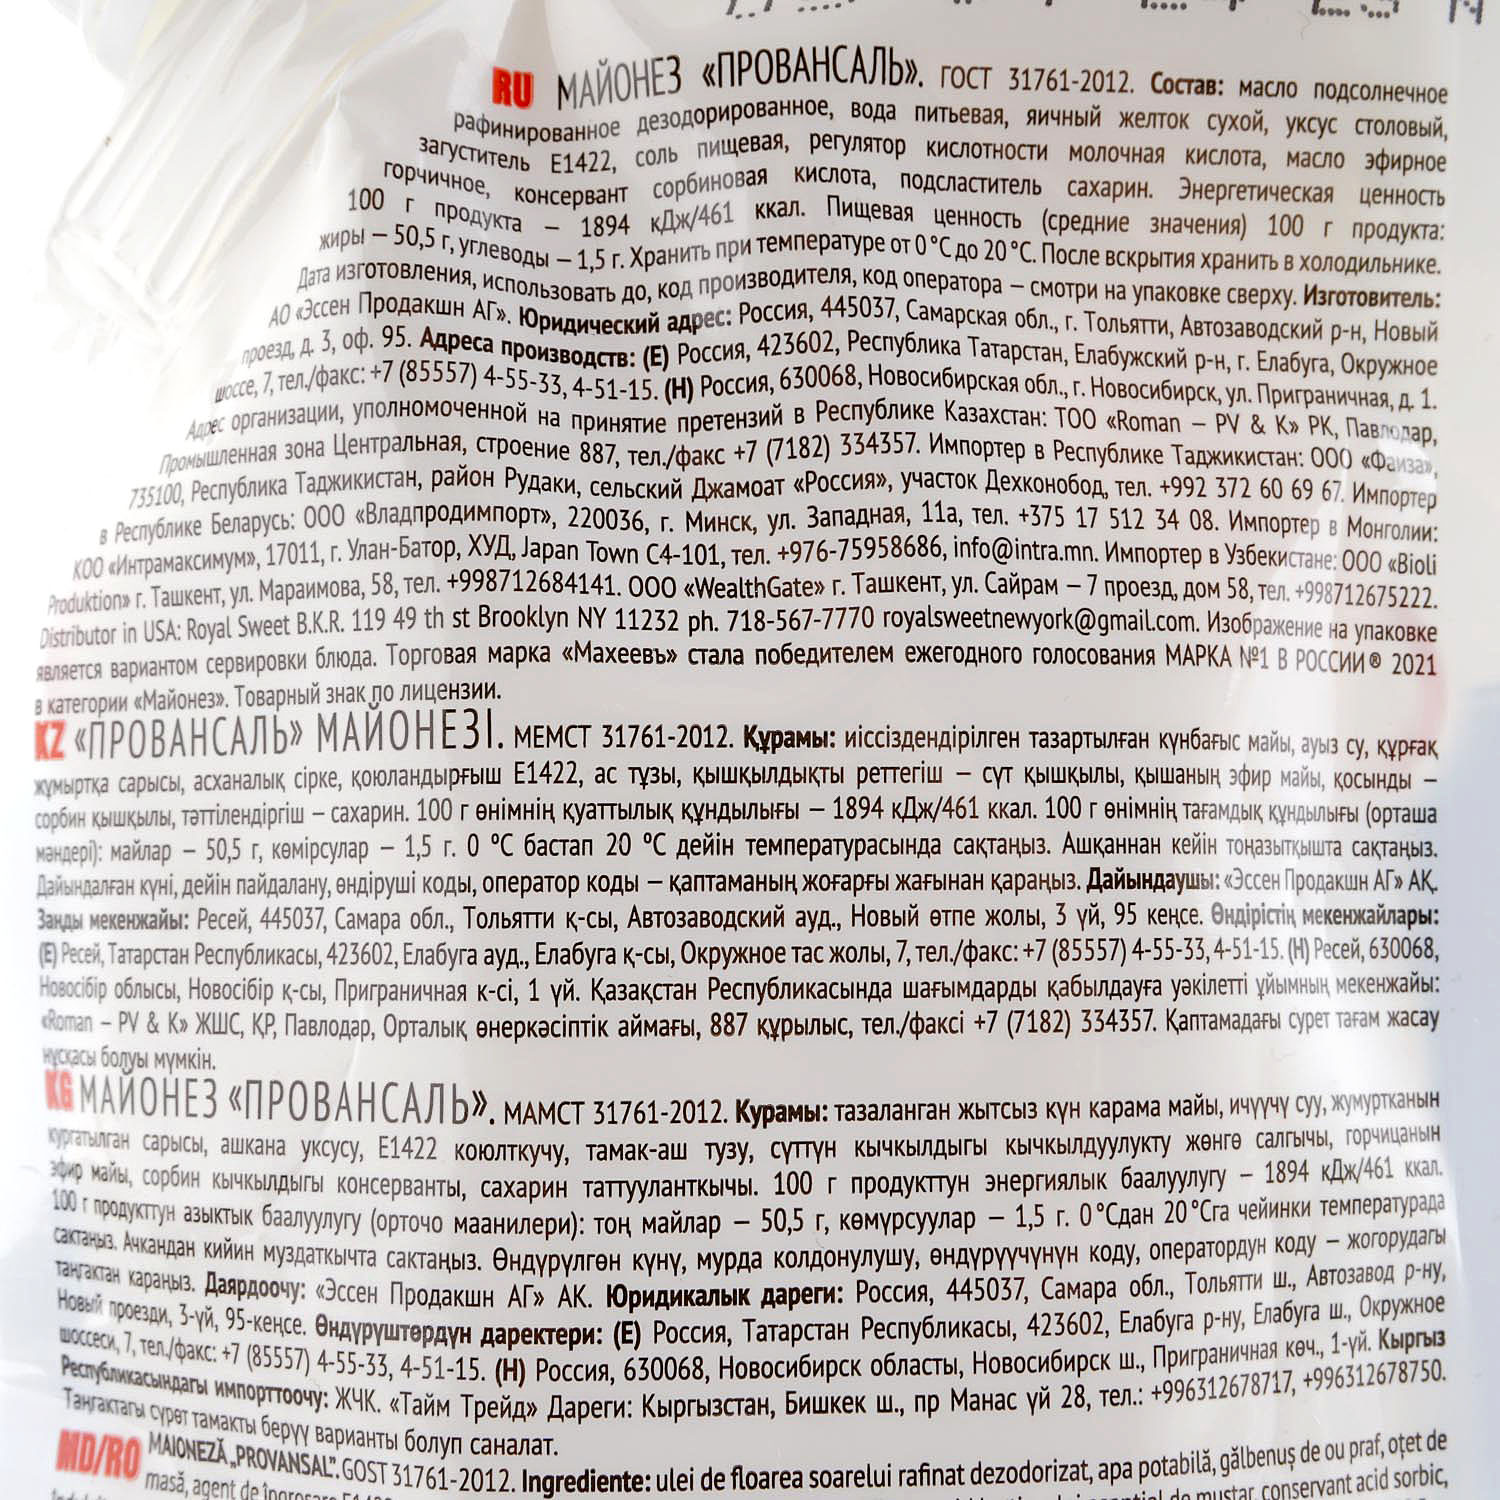 RU МАЙОНЕЗ «ПРОВАНСАЛЬ». ГОСТ 31761-2012. Состав: масло подсолнечное
рафинированное дезодорированное, вода питьевая, яичный желток сухой, уксус столовый,
загуститель Е1422, соль пищевая, регулятор кислотности молочная кислота, масло эфирное
горчичное, консервант сорбиновая кислота, подсластитель сахарин. Энергетическая ценность
100 г продукта – 1894 кДж/461 ккал. Пищевая ценность (средние значения) 100 г продукта:
жиры – 50,5 г, углеводы – 1,5 г. Хранить при температуре от 0 °С до 20 °С. После вскрытия хранить в холодильнике.
Дата изготовления, использовать до, код производителя, код оператора – смотри на упаковке сверху. Изготовитель:
АО «Эссен Продакшн АГ». Юридический адрес: Россия, 445037, Самарская обл., г. Тольятти, Автозаводский р-н, Новый
проезд, д. 3, оф. 95. Адреса производств: (Е) Россия, 423602, Республика Татарстан, Елабужский р-н, г. Елабуга, Окружное
шоссе, 7, тел./факс: +7 (85557) 4-55-33, 4-51-15. (Н) Россия, 630068, Новосибирская обл., г. Новосибирск, ул. Приграничная, д. 1.
Адрес организации, уполномоченной на принятие претензий в Республике Казахстан: ТОО «Roman – PV & K» РК, Павлодар,
Промышленная зона Центральная, строение 887, тел./факс +7 (7182) 334357. Импортер в Республике Таджикистан: ООО «Фаиза»,
735100, Республика Таджикистан, район Рудаки, сельский Джамоат «Россия», участок Дехконобод, тел. +992 372 60 69 67. Импортер
в Республике Беларусь: ООО «Владпродимпорт», 220036, г. Минск, ул. Западная, 11а, тел. +375 17 512 34 08. Импортер в Монголии:
КОО «Интрамаксимум», 17011, г. Улан-Батор, ХУД, Japan Town C4-101, тел. +976-75958686, info@intra.mn. Импортер в Узбекистане: ООО «Bioli
Produktion» г. Ташкент, ул. Мараимова, 58, тел. +998712684141. ООО «WealthGate» г. Ташкент, ул. Сайрам – 7 проезд, дом 58, тел. +998712675222.
Distributor in USA: Royal Sweet B.K.R. 119 49 th st Brooklyn NY 11232 ph. 718-567-7770 royalsweetnewyork@gmail.com. Изображение на упаковке
является вариантом сервировки блюда. Торговая марка «Махеевъ» стала победителем ежегодного голосования МАРКА №1 В РОССИИ® 2021
в категории «Майонез». Товарный знак по лицензии.
KZ «ПРОВАНСАЛЬ» МАЙОНЕЗІ. МЕМСТ 31761-2012. Құрамы: иіссіздендірілген тазартылған күнбағыс майы, ауыз су, құрғақ
жұмыртқа сарысы, асханалық сірке, қоюландырғыш Е1422, ас тұзы, қышқылдықты реттегіш – сүт қышқылы, қышаның эфир майы, қосынды –
сорбин қышқылы, тәттілендіргіш – сахарин. 100 г өнімнің қуаттылық құндылығы – 1894 кДж/461 ккал. 100 г өнімнің тағамдық құндылығы (орташа
мәндері): майлар – 50,5 г, көмірсулар – 1,5 г. 0 °С бастап 20 °С дейін температурасында сақтаңыз. Ашқаннан кейін тоңазытқышта сақтаңыз.
Дайындалған күні, дейін пайдалану, өндіруші коды, оператор коды – қаптаманың жоғарғы жағынан қараңыз. Дайындаушы: «Эссен Продакшн АГ» АҚ.
Заңды мекенжайы: Ресей, 445037, Самара обл., Тольятти қ-сы, Автозаводский ауд., Новый өтпе жолы, 3 үй, 95 кеңсе. Өндірістің мекенжайлары:
(Е) Ресей, Татарстан Республикасы, 423602, Елабуга ауд., Елабуга қ-сы, Окружное тас жолы, 7, тел./факс: +7 (85557) 4-55-33, 4-51-15. (Н) Ресей, 630068,
Новосібір облысы, Новосібір қ-сы, Приграничная к-сі, 1 үй. Қазақстан Республикасында шағымдарды қабылдауға уәкілетті ұйымның мекенжайы:
«Roman – PV & K» ЖШС, ҚР, Павлодар, Орталық өнеркәсіптік аймағы, 887 құрылыс, тел./факсі +7 (7182) 334357. Қаптамадағы сурет тағам жасау
нұсқасы болуы мүмкін.
KG МАЙОНЕЗ «ПРОВАНСАЛЬ». МАМСТ 31761-2012. Курамы: тазаланган жытсыз күн карама майы, ичүүчү суу, жумуртканын
кургатылган сарысы, ашкана уксусу, Е1422 коюлткучу, тамак-аш тузу, сүттүн кычкылдыгы кычкылдуулукту жөнгө салгычы, горчицанын
эфир майы, сорбин кычкылдыгы консерванты, сахарин таттууланткычы. 100 г продукттун энергиялык баалуулугу – 1894 кДж/461 ккал.
100 г продукттун азыктык баалуулугу (орточо маанилери): тоң майлар – 50,5 г, көмүрсуулар – 1,5 г. 0 °Сдан 20 °Сга чейинки температурада
сактаңыз. Ачкандан кийин муздаткычта сактаңыз. Өндүрүлгөн күнү, мурда колдонулушу, өндүрүүчүнүн коду, оператордун коду – жогорудагы
таңгактан караңыз. Даярдоочу: «Эссен Продакшн АГ» АК. Юридикалык дареги: Россия, 445037, Самара обл., Тольятти ш., Автозавод р-ну,
Новый проезди, 3-үй, 95-кеңсе. Өндүрүштөрдүн даректери: (Е) Россия, Татарстан Республикасы, 423602, Елабуга р-ну, Елабуга ш., Окружное
шоссеси, 7, тел./факс: +7 (85557) 4-55-33, 4-51-15. (Н) Россия, 630068, Новосибирск областы, Новосибирск ш., Приграничная көч., 1-үй. Кыргыз
Республикасындагы импорттоочу: ЖЧК. «Тайм Трейд» Дареги: Кыргызстан, Бишкек ш., пр Манас үй 28, тел.: +996312678717, +996312678750.
Таңгактагы сүрөт тамакты берүү варианты болуп саналат.
MD/RO MAIONEZĂ „PROVANSAL”. GOST 31761-2012. Ingrediente: ulei de floarea soarelui rafinat dezodorizat, apa potabilă, gălbenuș de ou praf, oțet de
masă, agent de îngroșare E1422, de mustar, conservant acid sorbic,